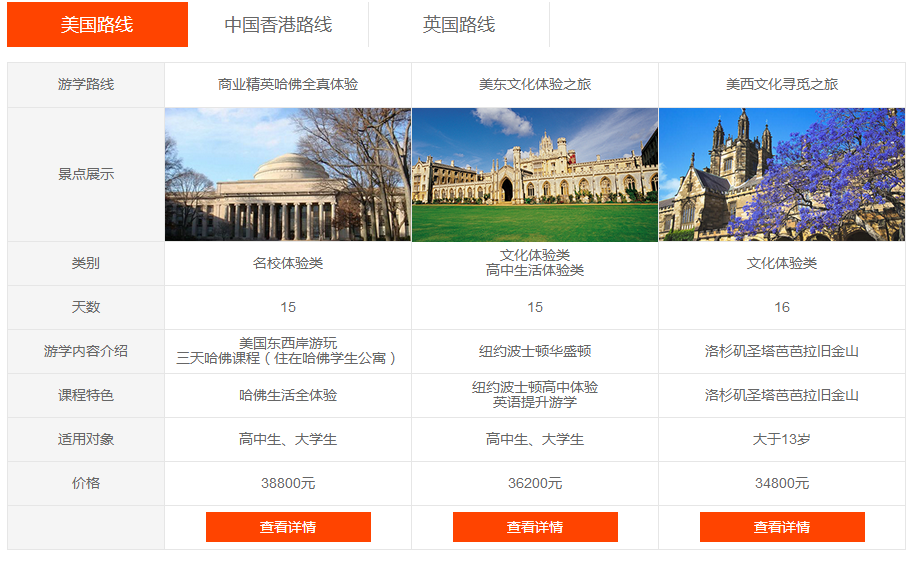 美国路线
中国香港路线
英国路线
游学路线
商业精英哈佛全真体验
美东文化体验之旅
美西文化寻觅之旅
景点展示
类别
名校体验类
文化体验类
高中生活体验类
文化体验类
天数
15
15
16
游学内容介绍
美国东西岸游玩
三天哈佛课程（住在哈佛学生公寓）
纽约波士顿华盛顿
洛杉矶圣塔芭芭拉旧金山
课程特色
哈佛生活全体验
纽约波士顿高中体验
英语提升游学
洛杉矶圣塔芭芭拉旧金山
适用对象
高中生、大学生
高中生、大学生
大于13岁
价格
38800元
36200元
34800元
查看详情
查看详情
查看详情